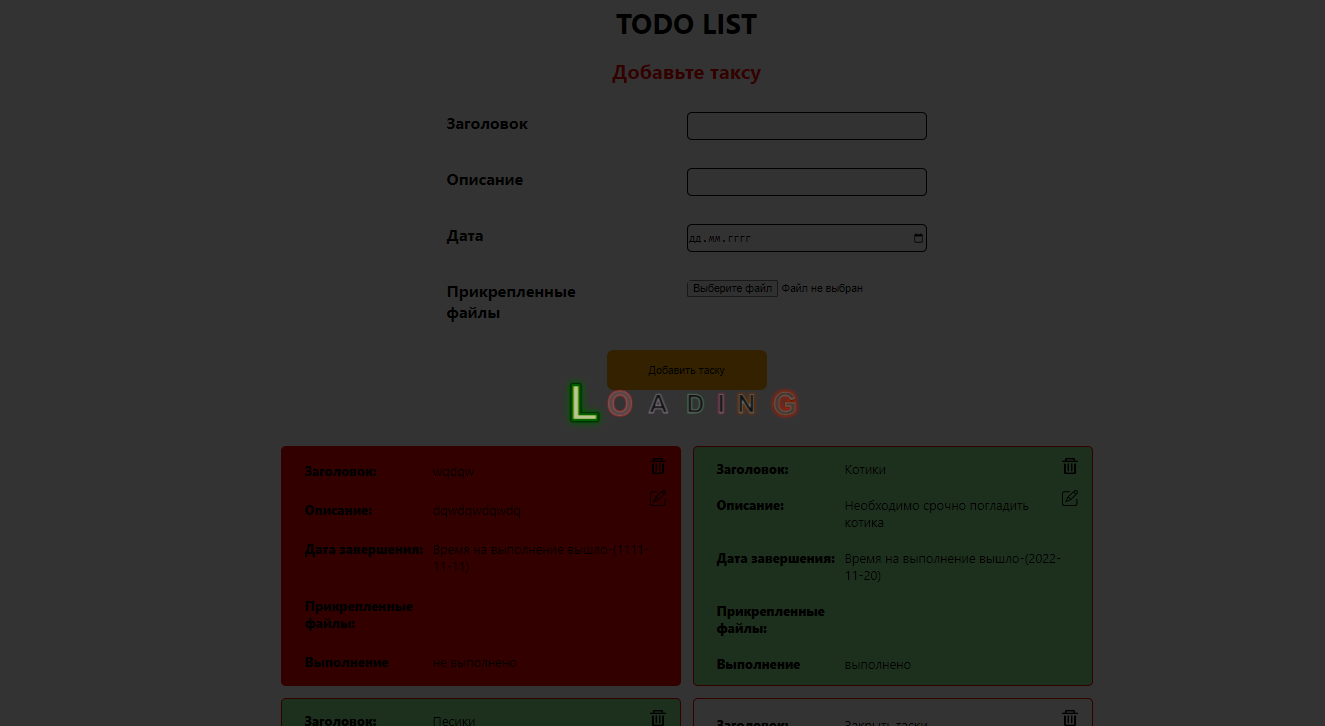 TODO LIST
Добавьте таксу
Заголовок
Описание
Дата
дд.мм.гггг
Прикрепленные
файлы
Выберите файл Файл не выбран
Добавить таску
LOADING
Заголовок: wqdqw
Описание: dqwdqwdqwdq
Дата завершения: Время на выполнение вышло-(1111-
11-11)
Прикрепленные
файлы:
Выполнение не выполнено
Заголовок: Котики
Описание: Необходимо срочно погладить
котика
Дата завершения: Время на выполнение вышло-(2022-
11-20)
Прикрепленные
файлы:
Выполнение выполнено
Заголовок: Песики
Заголовок: Закрыть таски